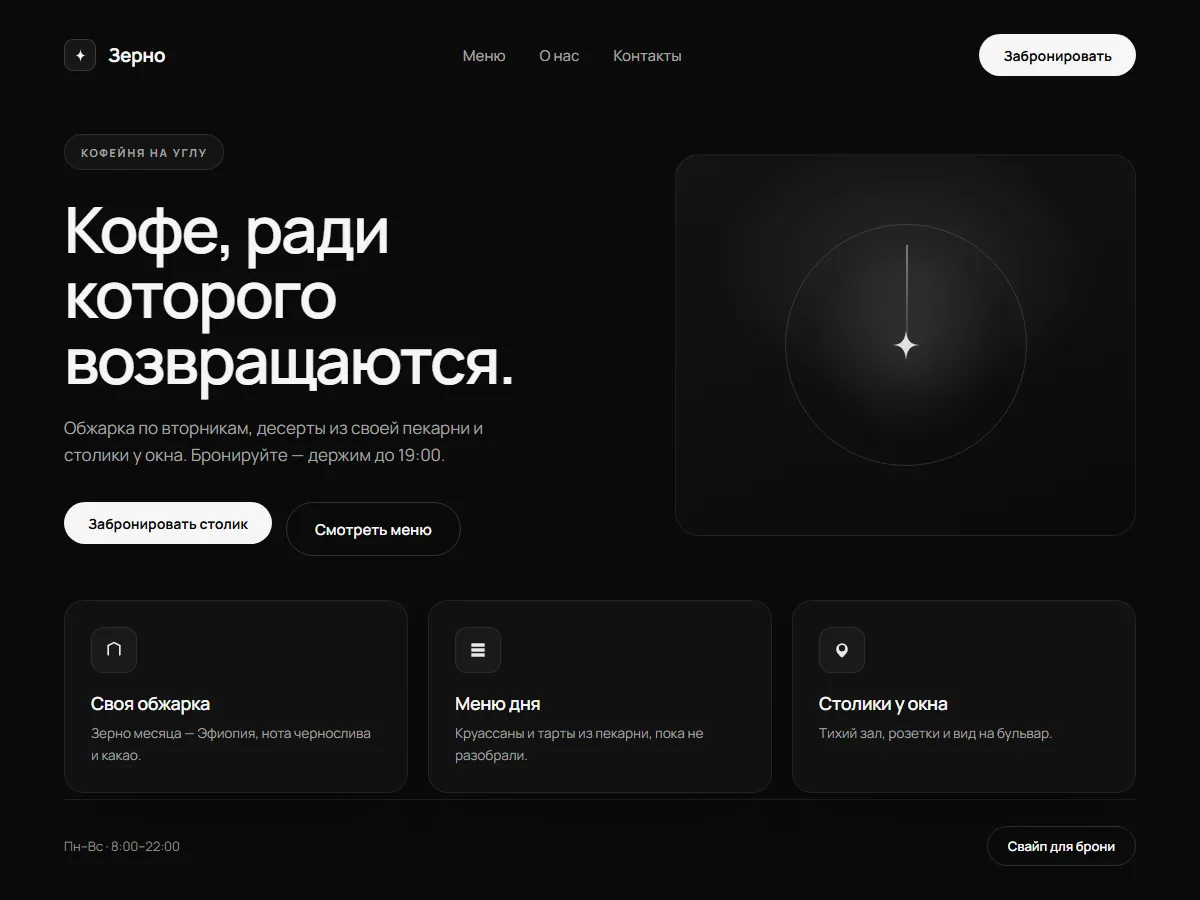 Зерно
Меню
О нас
Контакты
Забронировать
КОФЕЙНЯ НА УГЛУ
Кофе, ради
которого
возвращаются.
Обжарка по вторникам, десерты из своей пекарни и
столики у окна. Бронируйте — держим до 19:00.
Забронировать столик
Смотреть меню
Своя обжарка
Зерно месяца — Эфиопия, нота чернослива
и какао.
Меню дня
Круассаны и тарты из пекарни, пока не
разобрали.
Столики у окна
Тихий зал, розетки и вид на бульвар.
Пн–Вс · 8:00–22:00
Свайп для брони